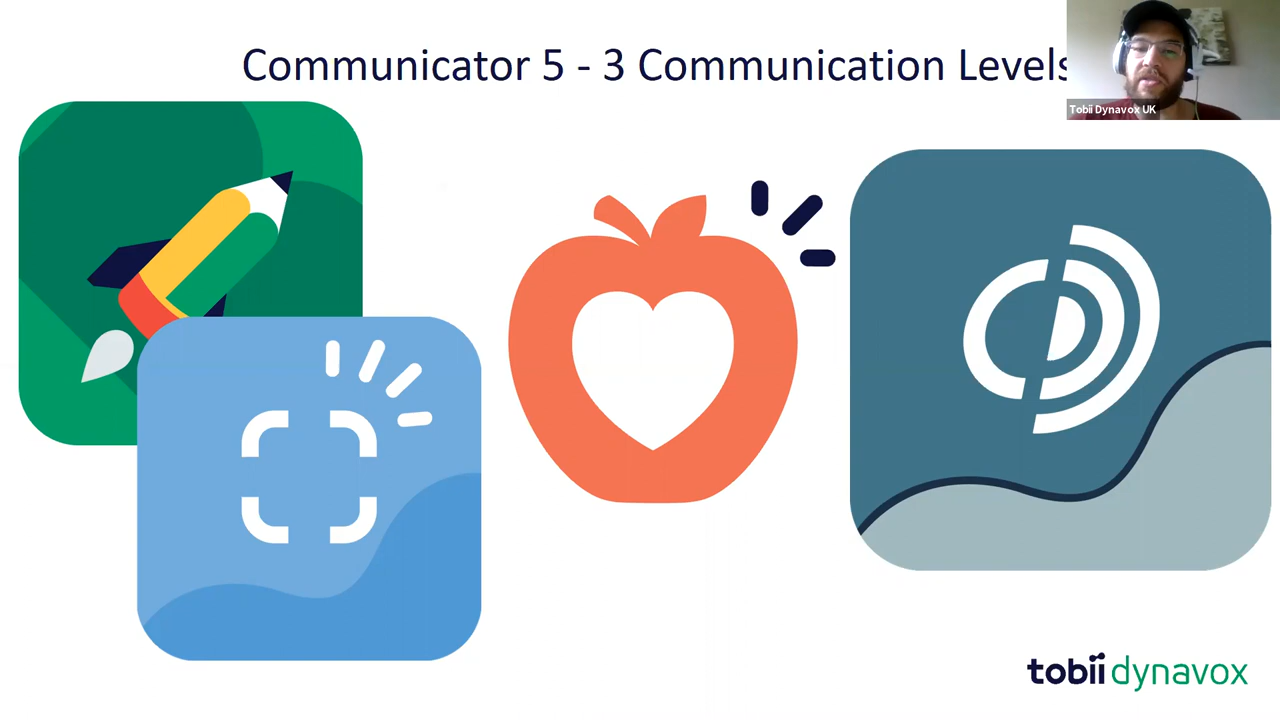 Communicator 5 - 3 Communication Levels
Tobii Dynavox UK
tobii dynavox